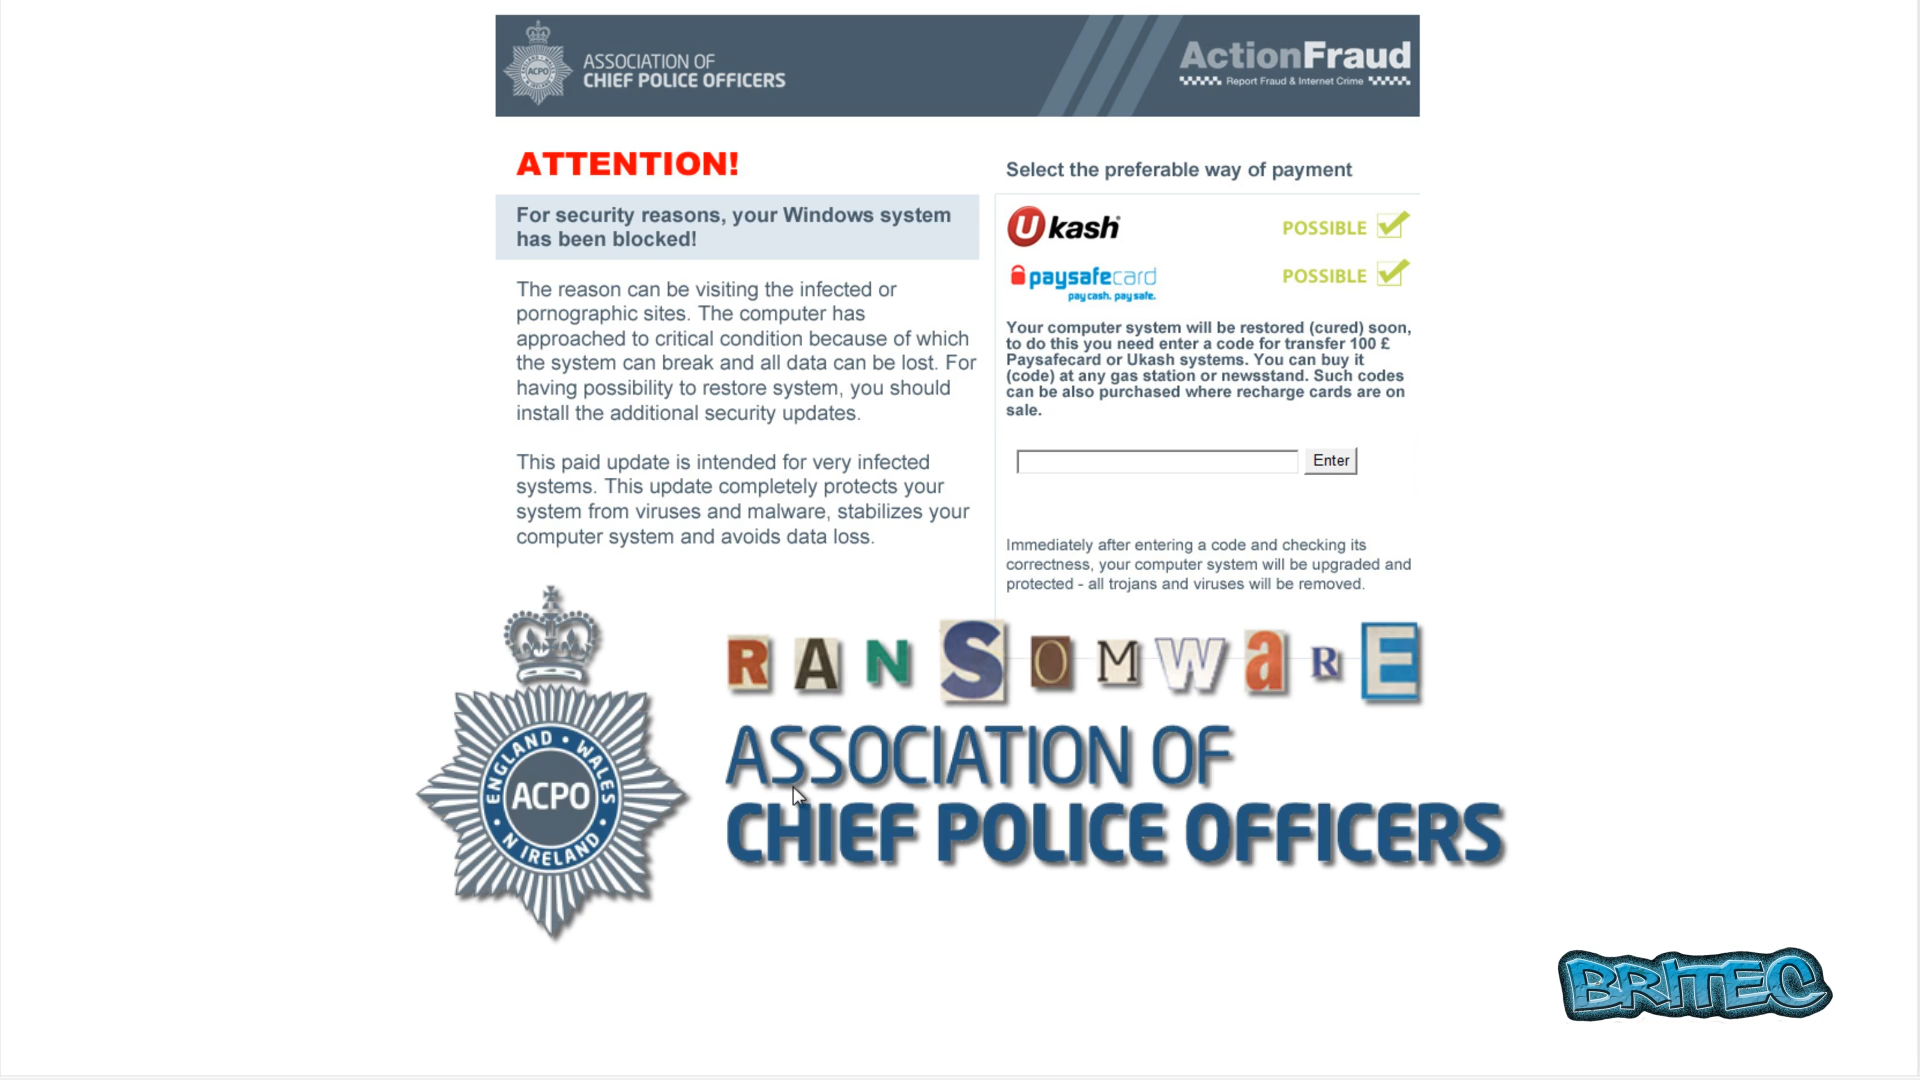 ASSOCIATION OF
CHIEF POLICE OFFICERS
ACPO
ActionFraud
Report Fraud & Internet Crime
ATTENTION!
For security reasons, your Windows system
has been blocked!
The reason can be visiting the infected or
pornographic sites. The computer has
approached to critical condition because of which
the system can break and all data can be lost. For
having possibility to restore system, you should
install the additional security updates.
This paid update is intended for very infected
systems. This update completely protects your
system from viruses and malware, stabilizes your
computer system and avoids data loss.
Select the preferable way of payment
Ukash POSSIBLE
paysafecard POSSIBLE
pay cash. pay safe.
Your computer system will be restored (cured) soon,
to do this you need enter a code for transfer 100 £
Paysafecard or Ukash systems. You can buy it
(code) at any gas station or newsstand. Such codes
can be also purchased where recharge cards are on
sale.
Enter
Immediately after entering a code and checking its
correctness, your computer system will be upgraded and
protected - all trojans and viruses will be removed.
RANSOMWaRE
ENGLAND • WALES
ACPO
• N IRELAND •
ASSOCIATION OF
CHIEF POLICE OFFICERS
BRITEC